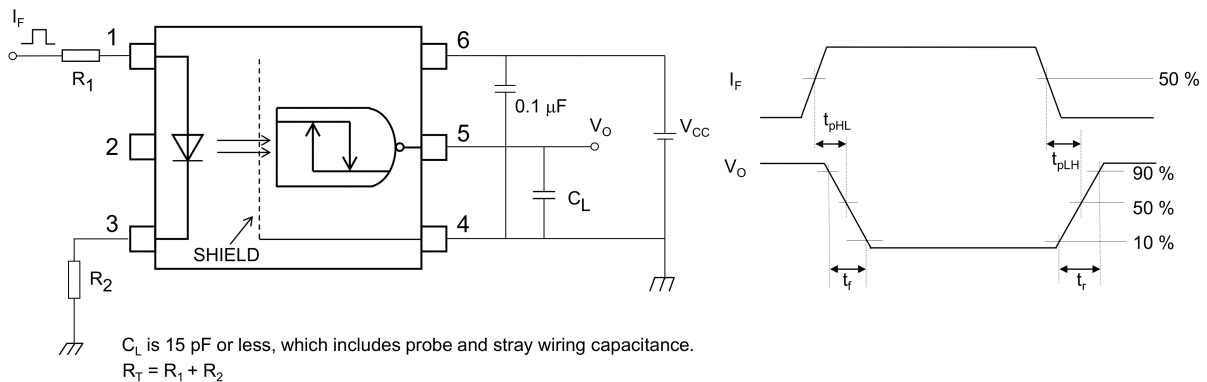 I_F
R_1
1
2
3
R_2
SHIELD
6
5
4
0.1 μF
V_O
V_CC
C_L
C_L is 15 pF or less, which includes probe and stray wiring capacitance.
R_T = R_1 + R_2
I_F
50 %
t_pHL
t_pLH
V_O
90 %
50 %
10 %
t_f
t_r